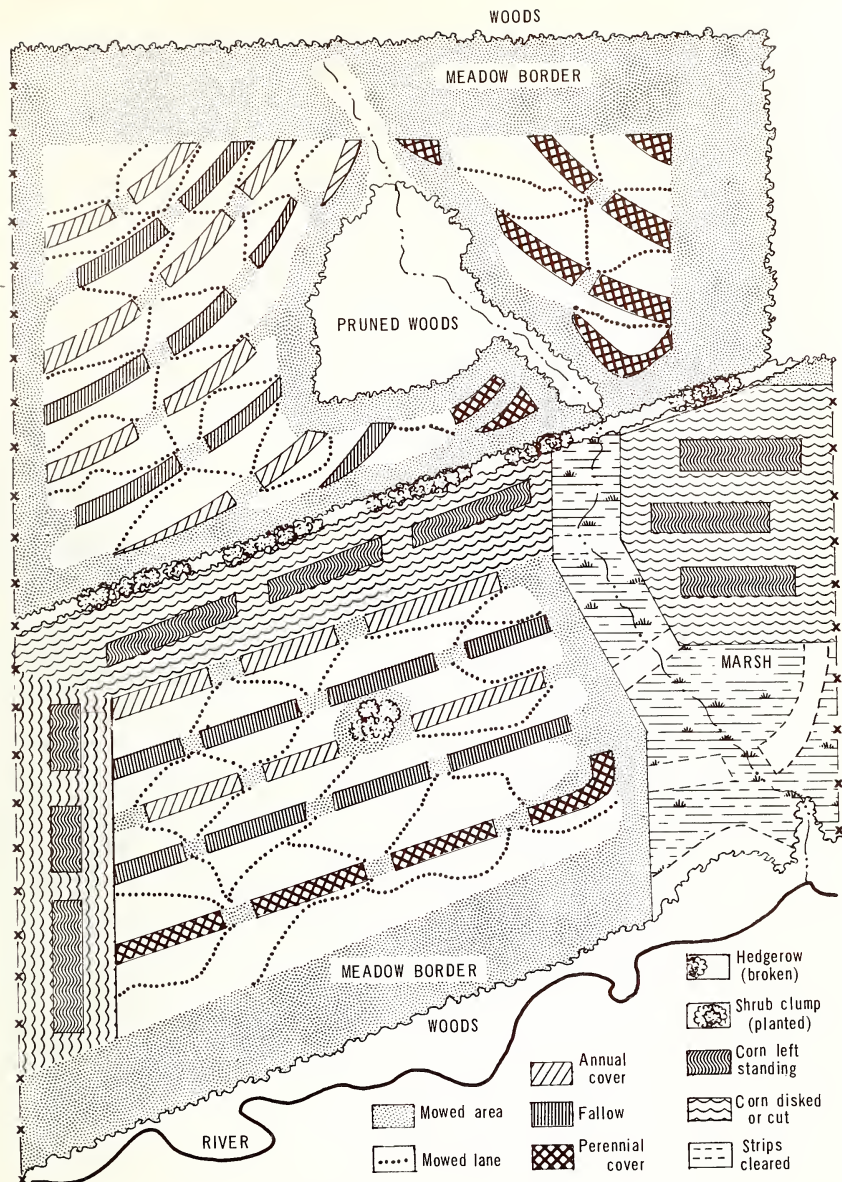 WOODS
MEADOW BORDER
PRUNED WOODS
MARSH
MEADOW BORDER
WOODS
RIVER
Mowed area
Mowed lane
Annual
cover
Fallow
Perennial
cover
Hedgerow
(broken)
Shrub clump
(planted)
Corn left
standing
Corn disked
or cut
Strips
cleared